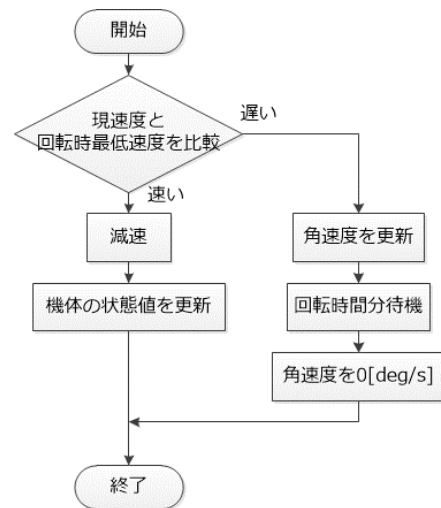 開始
現速度と
回転時最低速度を比較
遅い
速い
減速
角速度を更新
機体の状態値を更新
回転時間分待機
角速度を0[deg/s]
終了